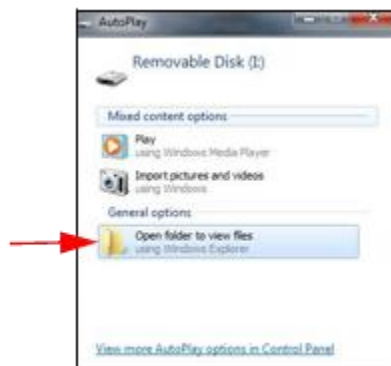 AutoPlay
Removable Disk (I:)
Mixed content options
Play
using Windows Media Player
Import pictures and videos
using Windows
General options
Open folder to view files
using Windows Explorer
View more AutoPlay options in Control Panel